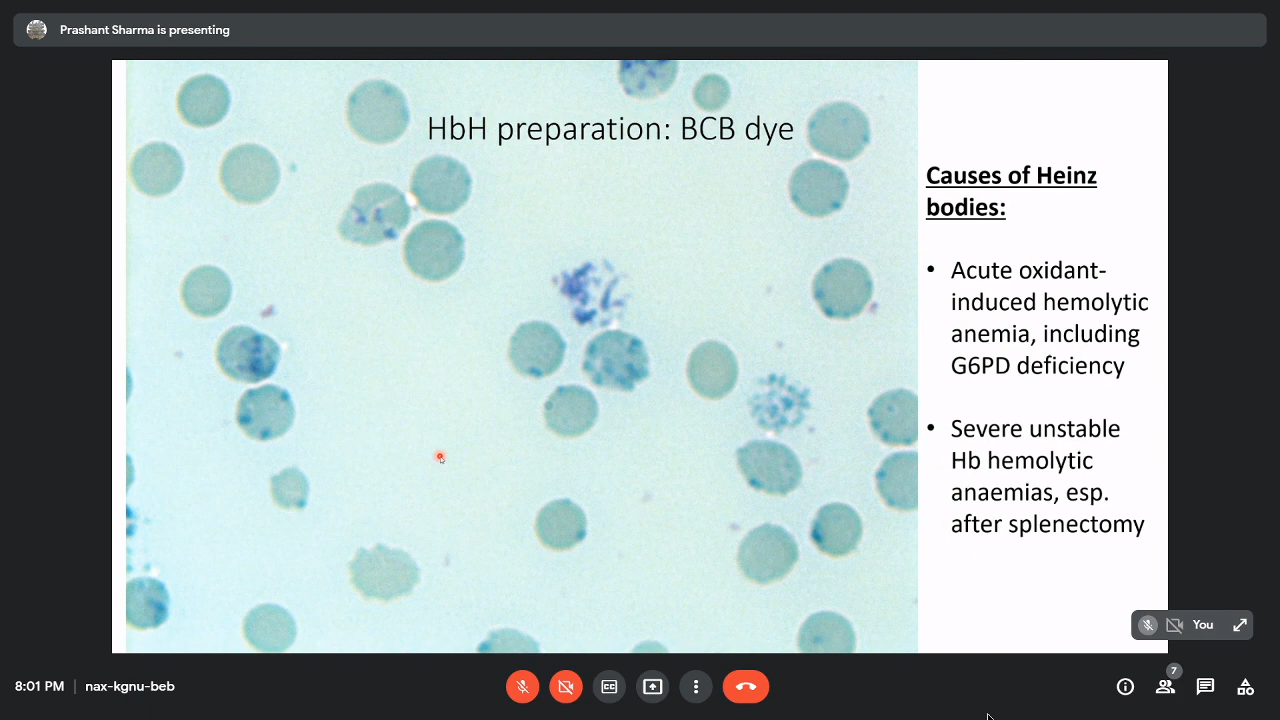 Prashant Sharma is presenting
HbH preparation: BCB dye
Causes of Heinz
bodies:
• Acute oxidant-
induced hemolytic
anemia, including
G6PD deficiency
• Severe unstable
Hb hemolytic
anaemias, esp.
after splenectomy
You
8:01 PM | nax-kgnu-beb
7